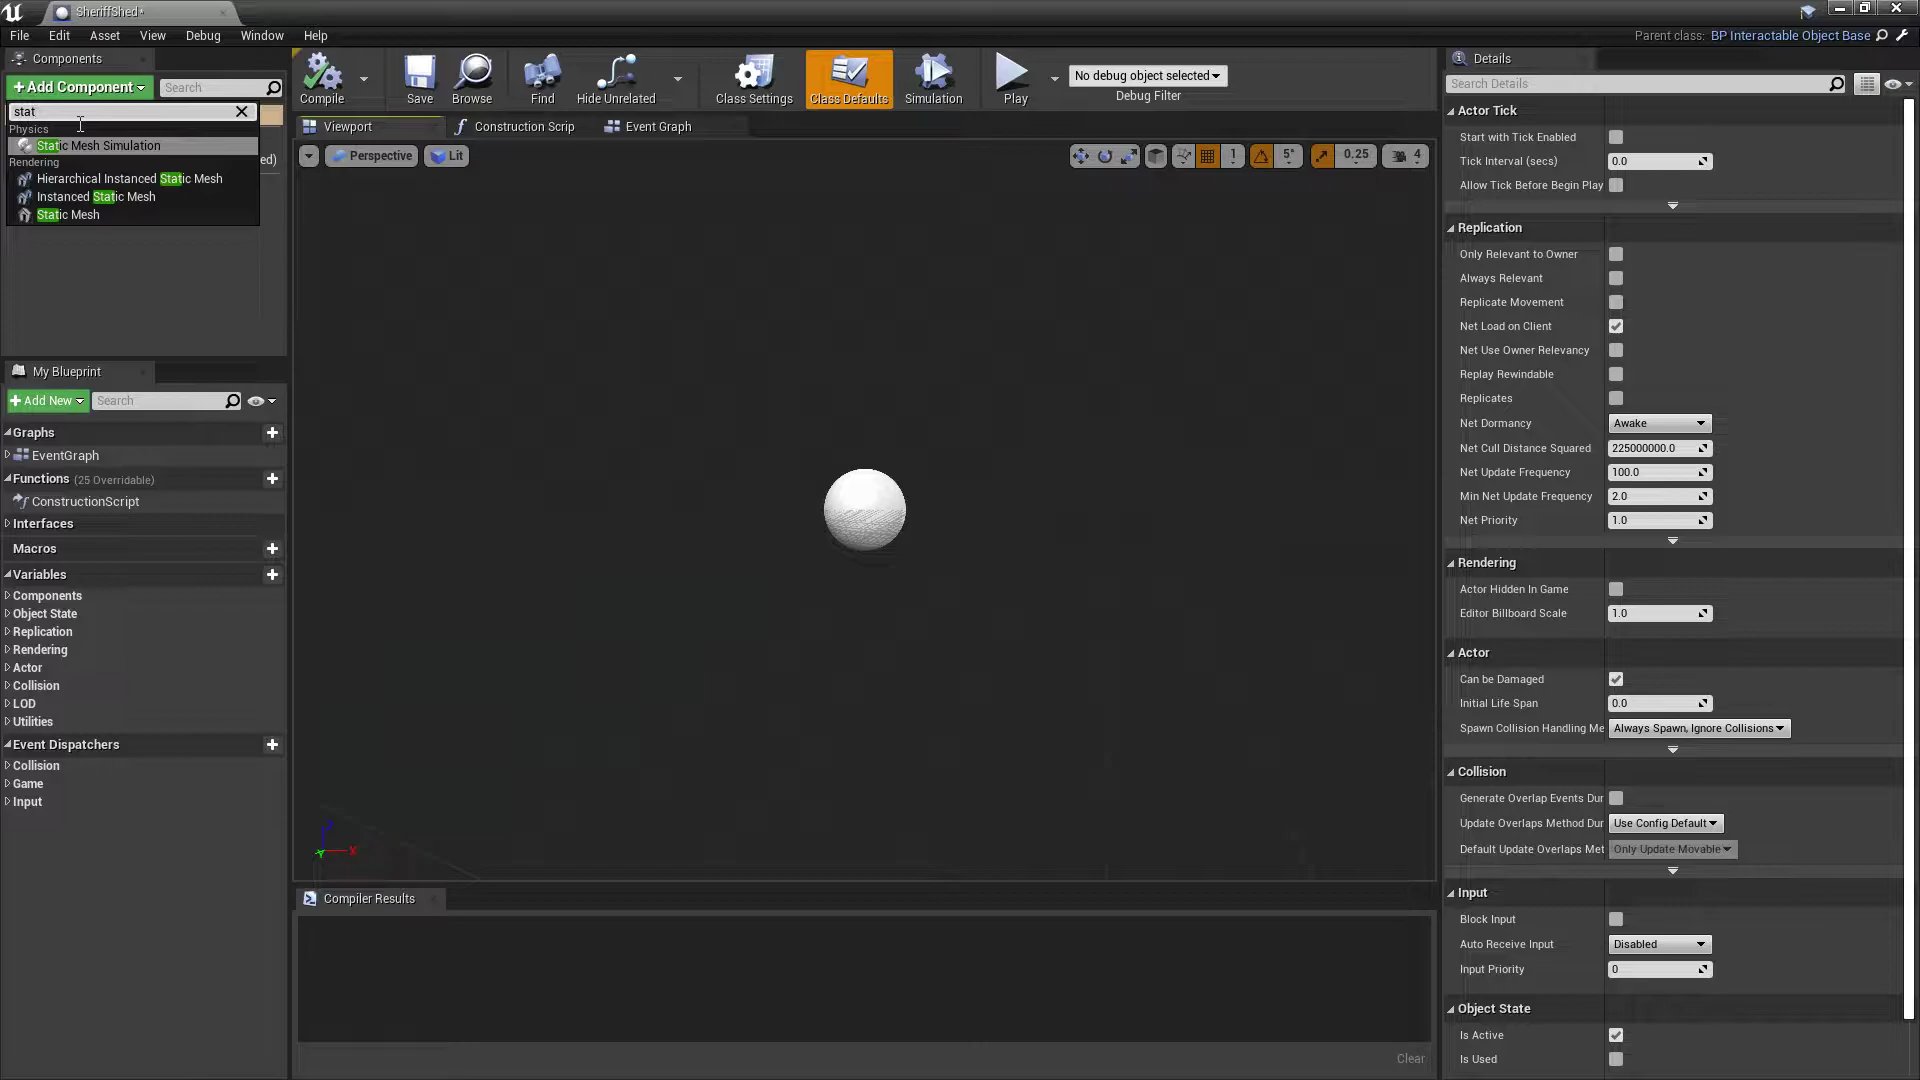 SheriffShed*
File Edit Asset View Debug Window Help
Parent class: BP Interactable Object Base
Components
+Add Component
Search
stat
Physics
Static Mesh Simulation
ed)
Rendering
Hierarchical Instanced Static Mesh
Instanced Static Mesh
Static Mesh
Compile
Save
Browse
Find
Hide Unrelated
Class Settings
Class Defaults
Simulation
Play
No debug object selected
Debug Filter
Viewport
Construction Scrip
Event Graph
Perspective
Lit
1
5°
0.25
4
My Blueprint
+Add New
Search
Graphs
EventGraph
Functions (25 Overridable)
ConstructionScript
Interfaces
Macros
Variables
Components
Object State
Replication
Rendering
Actor
Collision
LOD
Utilities
Event Dispatchers
Collision
Game
Input
Z
X
Y
Compiler Results
Clear
Details
Search Details
Actor Tick
Start with Tick Enabled
Tick Interval (secs) 0.0
Allow Tick Before Begin Play
Replication
Only Relevant to Owner
Always Relevant
Replicate Movement
Net Load on Client
Net Use Owner Relevancy
Replay Rewindable
Replicates
Net Dormancy Awake
Net Cull Distance Squared 225000000.0
Net Update Frequency 100.0
Min Net Update Frequency 2.0
Net Priority 1.0
Rendering
Actor Hidden In Game
Editor Billboard Scale 1.0
Actor
Can be Damaged
Initial Life Span 0.0
Spawn Collision Handling Me Always Spawn, Ignore Collisions
Collision
Generate Overlap Events Dur
Update Overlaps Method Dur Use Config Default
Default Update Overlaps Met Only Update Movable
Input
Block Input
Auto Receive Input Disabled
Input Priority 0
Object State
Is Active
Is Used